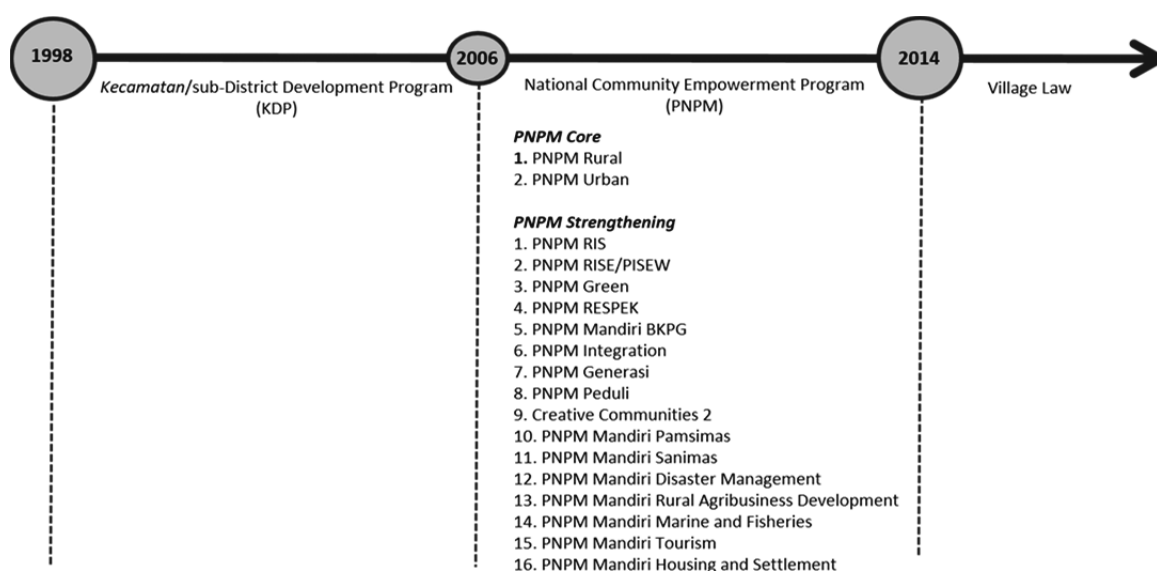 1998
2006
2014
Kecamatan/sub-District Development Program
(KDP)
National Community Empowerment Program
(PNPM)
Village Law
PNPM Core
1. PNPM Rural
2. PNPM Urban
PNPM Strengthening
1. PNPM RIS
2. PNPM RISE/PISEW
3. PNPM Green
4. PNPM RESPEK
5. PNPM Mandiri BKPG
6. PNPM Integration
7. PNPM Generasi
8. PNPM Peduli
9. Creative Communities 2
10. PNPM Mandiri Pamsimas
11. PNPM Mandiri Sanimas
12. PNPM Mandiri Disaster Management
13. PNPM Mandiri Rural Agribusiness Development
14. PNPM Mandiri Marine and Fisheries
15. PNPM Mandiri Tourism
16. PNPM Mandiri Housing and Settlement